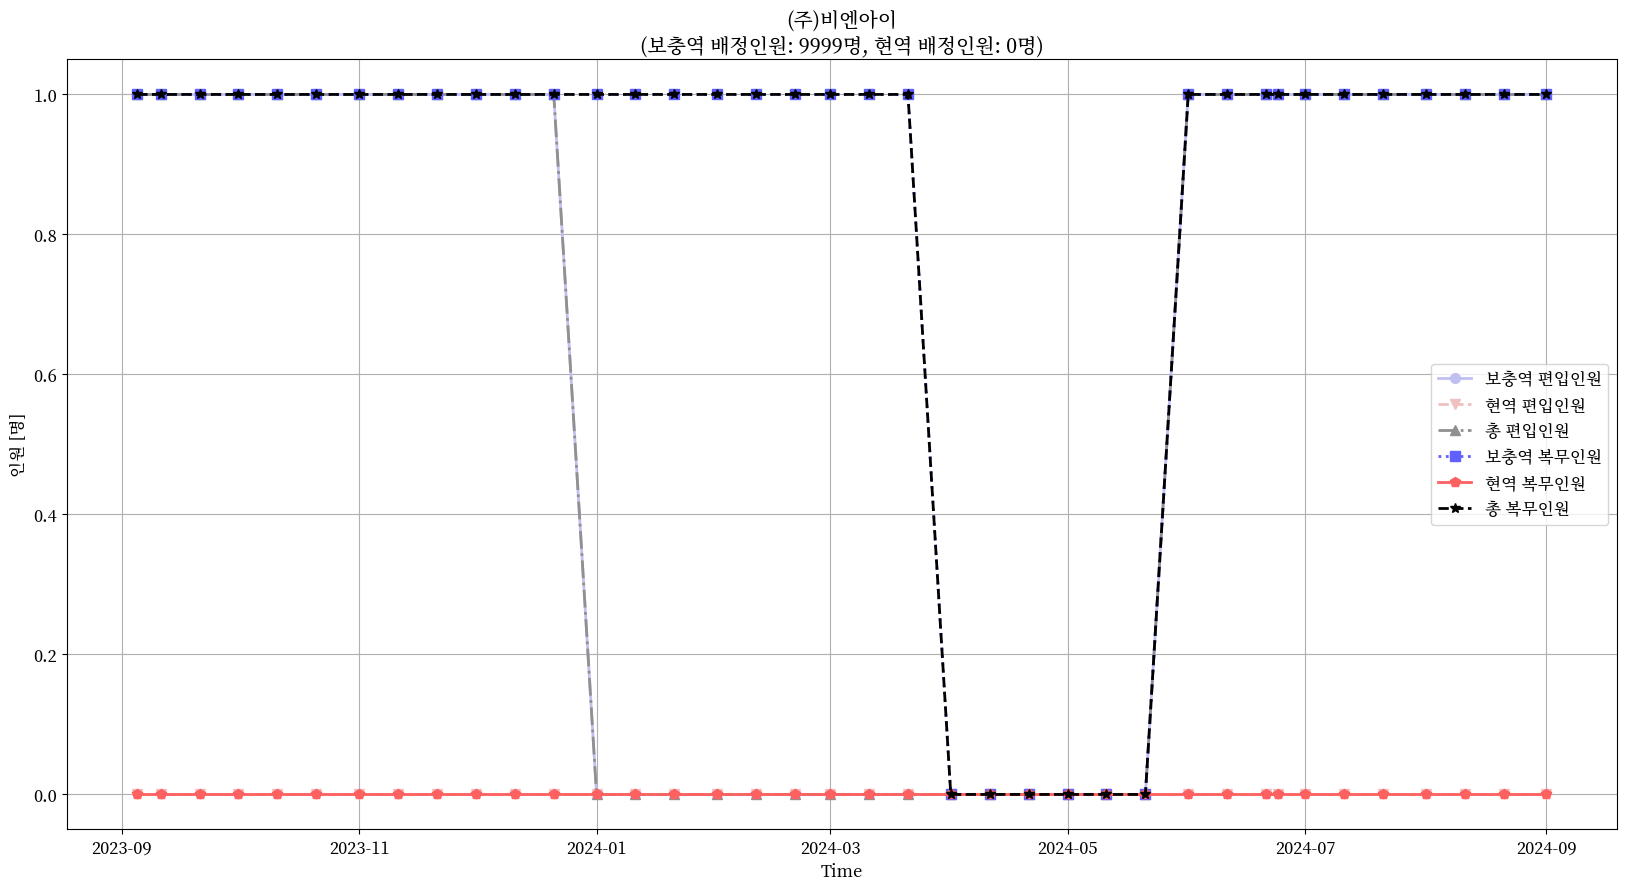 (주)비엔아이
(보충역 배정인원: 9999명, 현역 배정인원: 0명)
인원 [명]
1.0
0.8
0.6
0.4
0.2
0.0
보충역 편입인원
현역 편입인원
총 편입인원
보충역 복무인원
현역 복무인원
총 복무인원
2023-09
2023-11
2024-01
2024-03
2024-05
2024-07
2024-09
Time